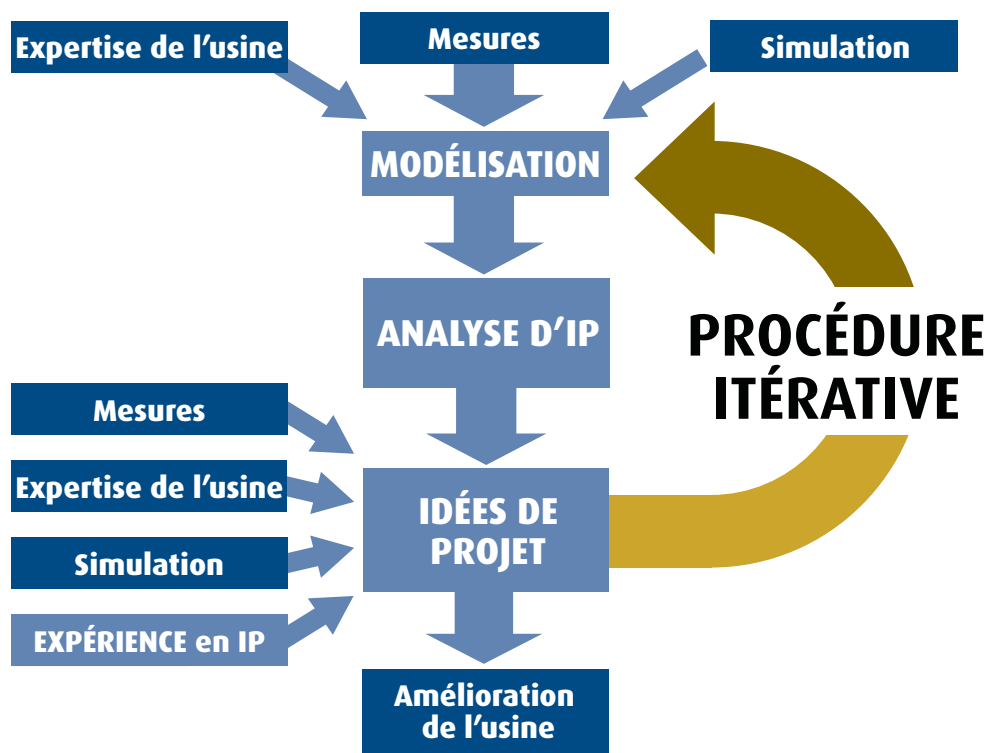 Expertise de l’usine
Mesures
Simulation
MODÉLISATION
ANALYSE D’IP
PROCÉDURE
ITÉRATIVE
Mesures
Expertise de l’usine
Simulation
EXPÉRIENCE en IP
IDÉES DE
PROJET
Amélioration
de l’usine